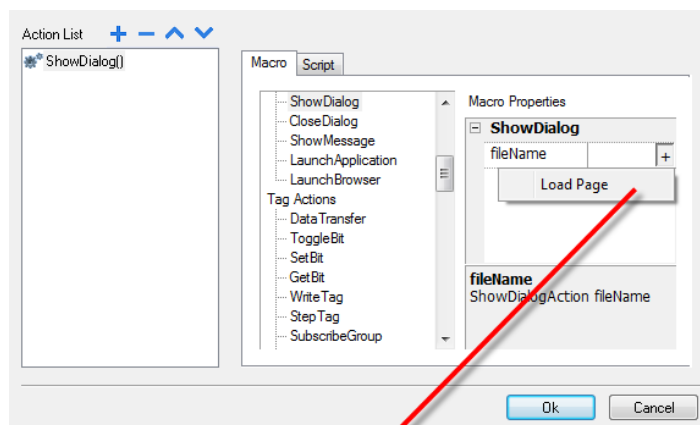 Action List
ShowDialog()
Macro
Script
ShowDialog
CloseDialog
ShowMessage
LaunchApplication
LaunchBrowser
Tag Actions
DataTransfer
ToggleBit
SetBit
GetBit
WriteTag
StepTag
SubscribeGroup
Macro Properties
ShowDialog
fileName
Load Page
fileName
ShowDialogAction fileName
Ok
Cancel